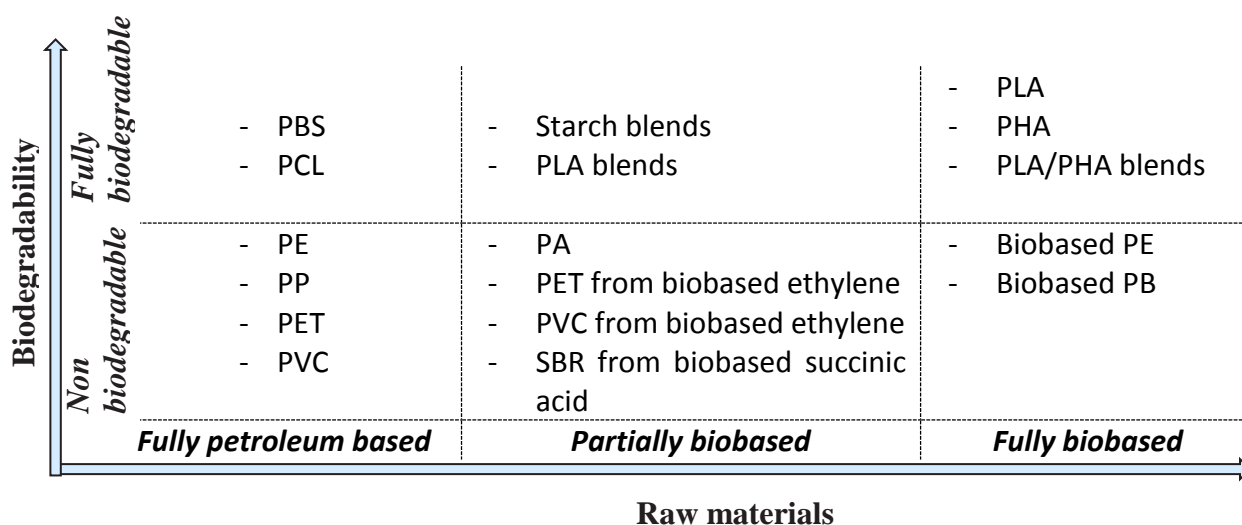 Biodegradability
Fully
biodegradable
- PBS
- PCL
- Starch blends
- PLA blends
- PLA
- PHA
- PLA/PHA blends
Non
biodegradable
- PE
- PP
- PET
- PVC
- PA
- PET from biobased ethylene
- PVC from biobased ethylene
- SBR from biobased succinic
acid
- Biobased PE
- Biobased PB
Fully petroleum based
Partially biobased
Fully biobased
Raw materials